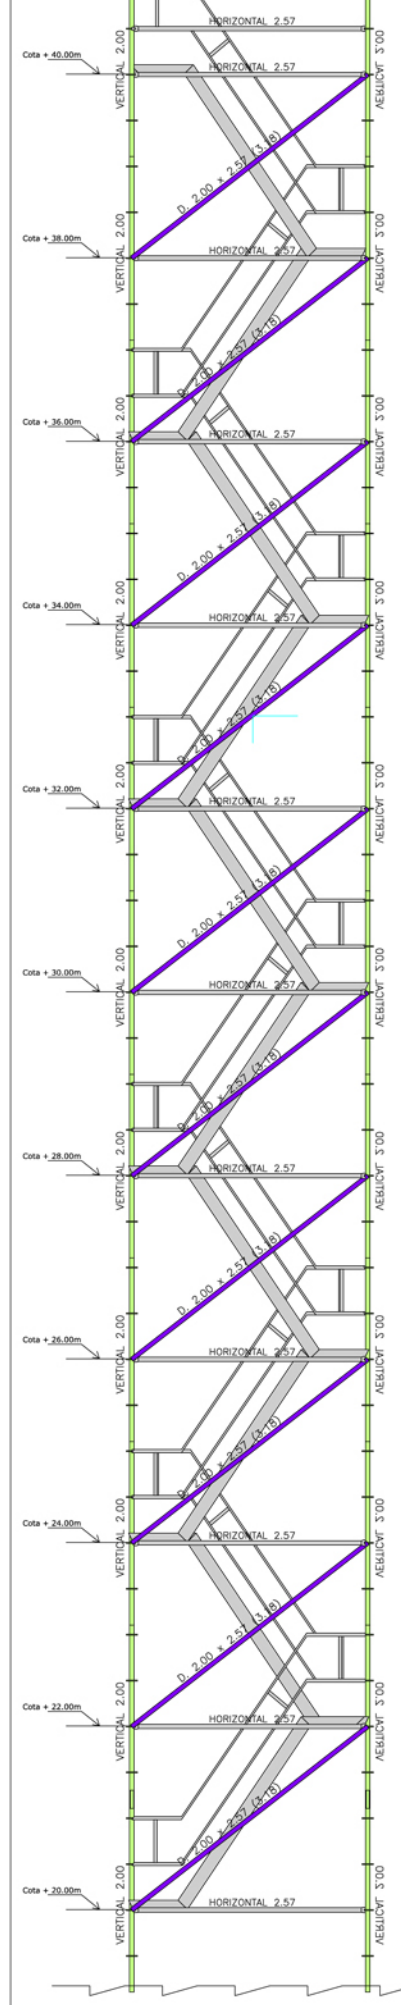 HORIZONTAL 2.57
VERTICAL 2.00
VERTICAL 2.00
Cota + 40.00m
HORIZONTAL 2.57
D. 2.00 x 2.57 (3.18)
VERTICAL 2.00
VERTICAL 2.00
Cota + 38.00m
HORIZONTAL 2.57
D. 2.00 x 2.57 (3.18)
VERTICAL 2.00
VERTICAL 2.00
Cota + 36.00m
HORIZONTAL 2.57
D. 2.00 x 2.57 (3.18)
VERTICAL 2.00
VERTICAL 2.00
Cota + 34.00m
HORIZONTAL 2.57
D. 2.00 x 2.57 (3.18)
VERTICAL 2.00
VERTICAL 2.00
Cota + 32.00m
HORIZONTAL 2.57
D. 2.00 x 2.57 (3.18)
VERTICAL 2.00
VERTICAL 2.00
Cota + 30.00m
HORIZONTAL 2.57
D. 2.00 x 2.57 (3.18)
VERTICAL 2.00
VERTICAL 2.00
Cota + 28.00m
HORIZONTAL 2.57
D. 2.00 x 2.57 (3.18)
VERTICAL 2.00
VERTICAL 2.00
Cota + 26.00m
HORIZONTAL 2.57
D. 2.00 x 2.57 (3.18)
VERTICAL 2.00
VERTICAL 2.00
Cota + 24.00m
HORIZONTAL 2.57
D. 2.00 x 2.57 (3.18)
VERTICAL 2.00
VERTICAL 2.00
Cota + 22.00m
HORIZONTAL 2.57
D. 2.00 x 2.57 (3.18)
VERTICAL 2.00
VERTICAL 2.00
Cota + 20.00m
HORIZONTAL 2.57